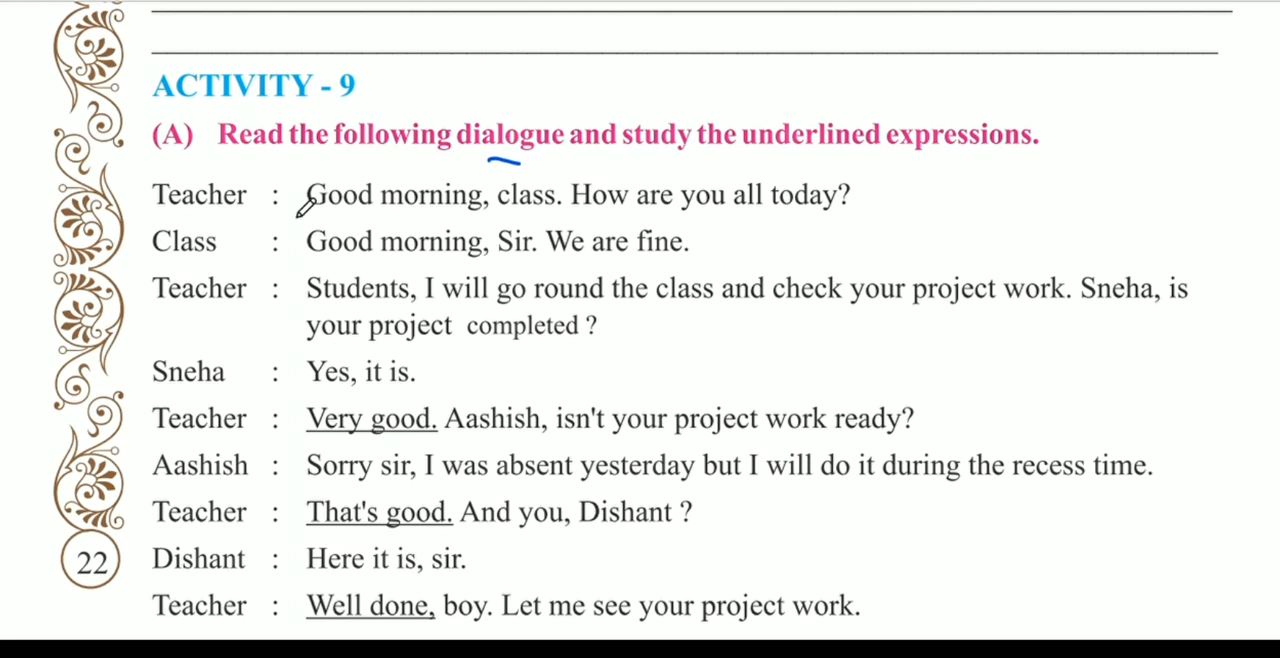 ACTIVITY - 9
(A) Read the following dialogue and study the underlined expressions.
Teacher : Good morning, class. How are you all today?
Class : Good morning, Sir. We are fine.
Teacher : Students, I will go round the class and check your project work. Sneha, is
your project completed ?
Sneha : Yes, it is.
Teacher : Very good. Aashish, isn't your project work ready?
Aashish : Sorry sir, I was absent yesterday but I will do it during the recess time.
Teacher : That's good. And you, Dishant ?
22
Dishant : Here it is, sir.
Teacher : Well done, boy. Let me see your project work.